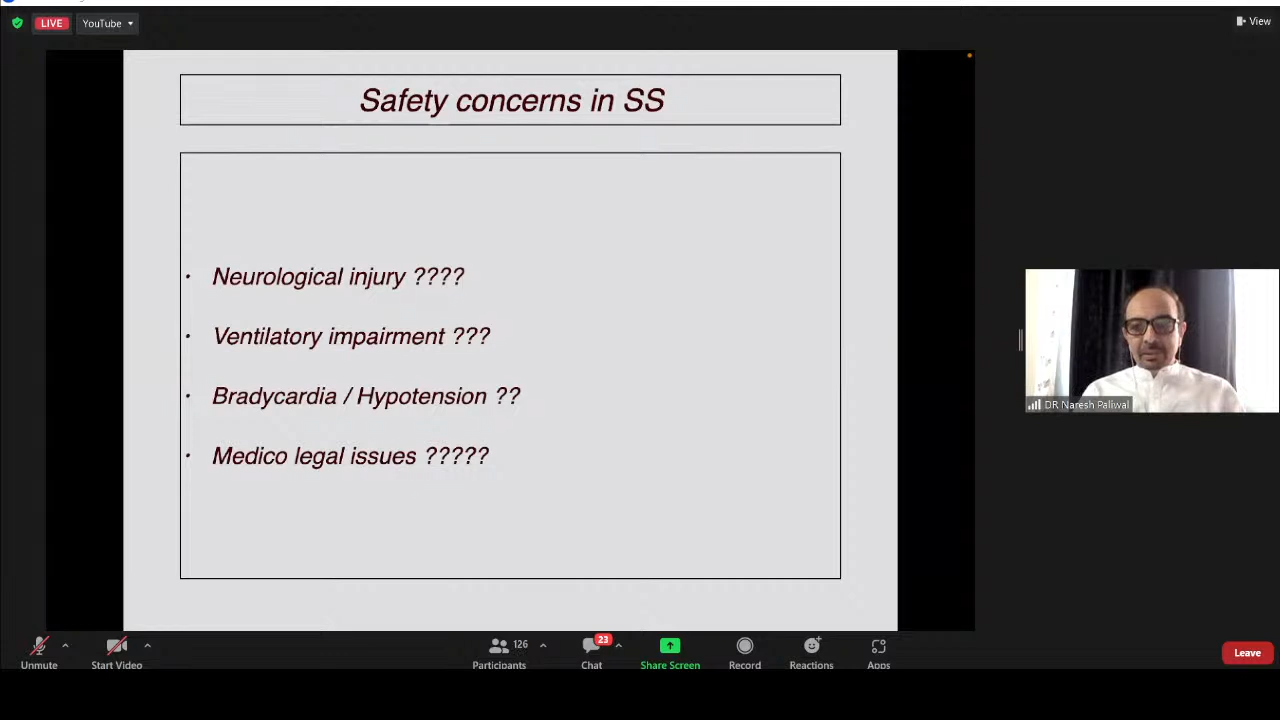 LIVE
YouTube
View
Safety concerns in SS
• Neurological injury ????
• Ventilatory impairment ???
• Bradycardia / Hypotension ??
• Medico legal issues ?????
DR Naresh Paliwal
Unmute
Start Video
126
Participants
23
Chat
Share Screen
Record
Reactions
Apps
Leave